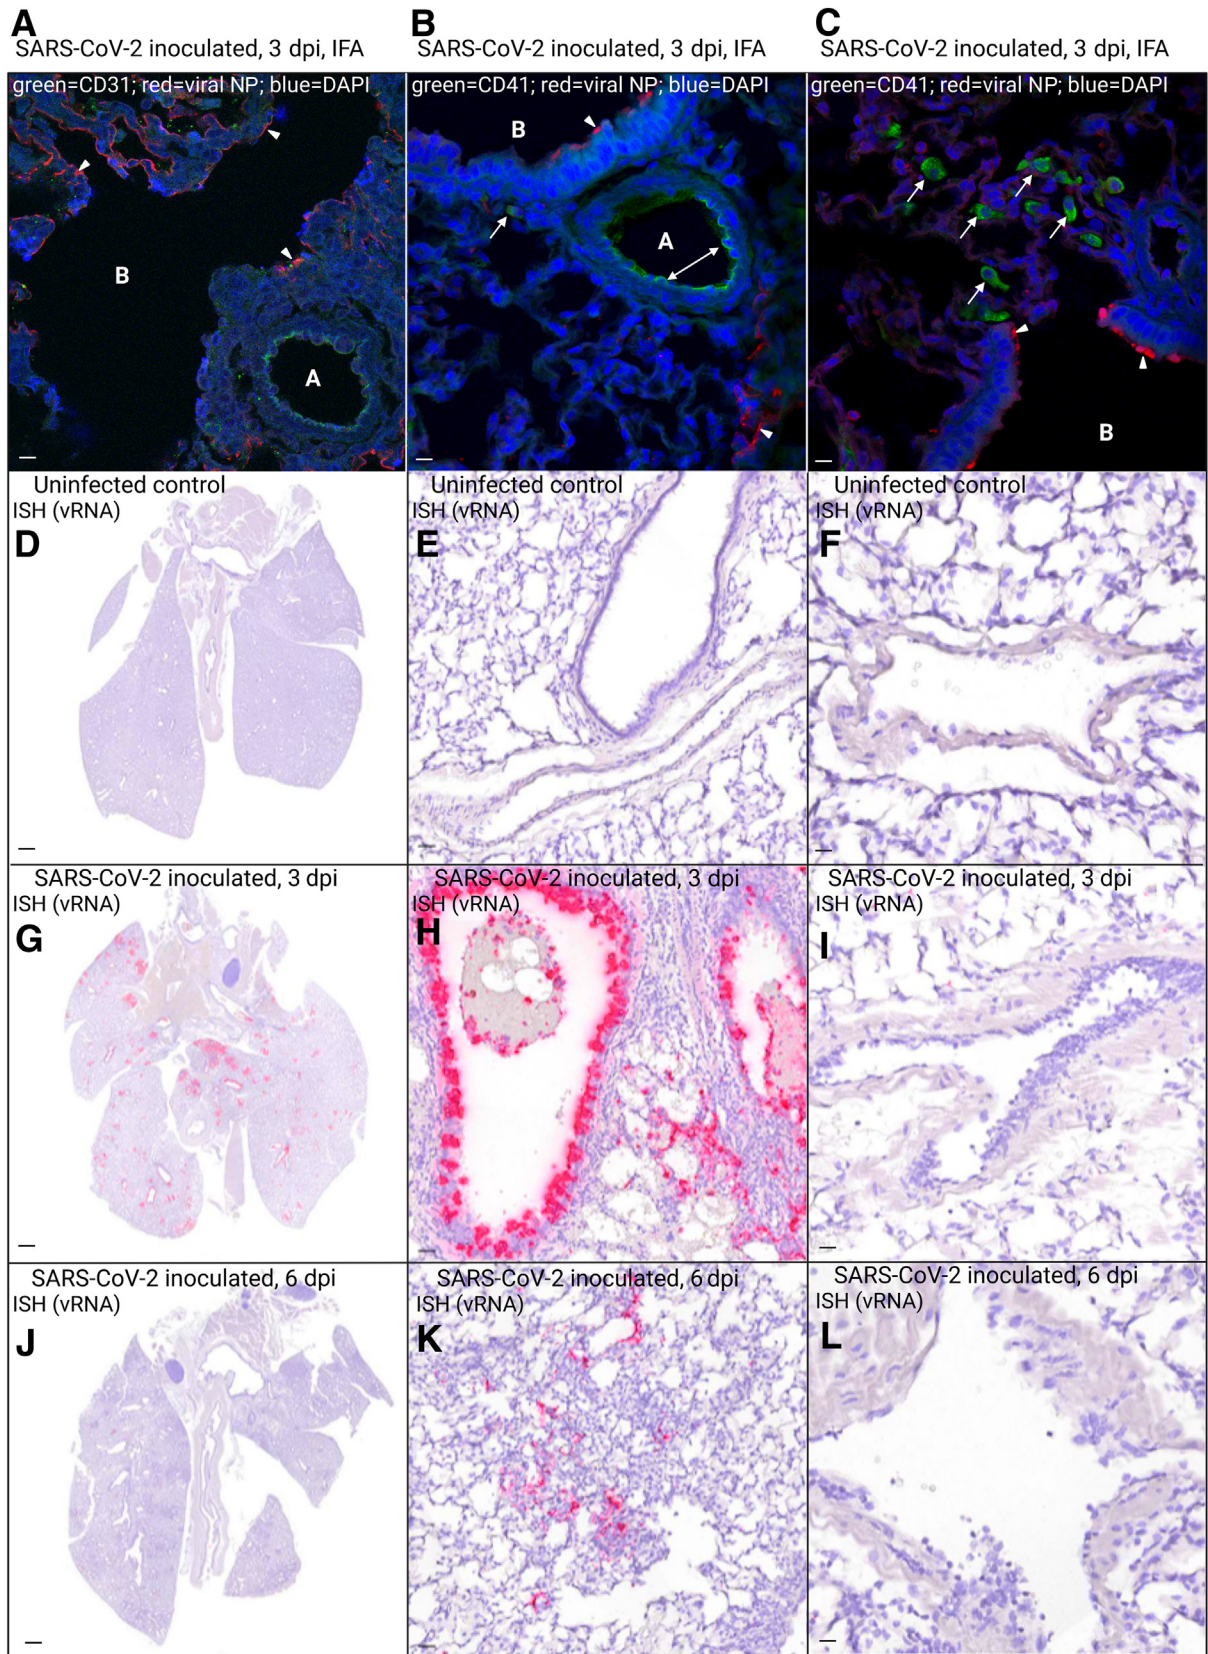 A
SARS-CoV-2 inoculated, 3 dpi, IFA
green=CD31; red=viral NP; blue=DAPI
B
A
B
SARS-CoV-2 inoculated, 3 dpi, IFA
green=CD41; red=viral NP; blue=DAPI
B
A
C
SARS-CoV-2 inoculated, 3 dpi, IFA
green=CD41; red=viral NP; blue=DAPI
B
Uninfected control
ISH (vRNA)
D
Uninfected control
ISH (vRNA)
E
Uninfected control
ISH (vRNA)
F
SARS-CoV-2 inoculated, 3 dpi
ISH (vRNA)
G
SARS-CoV-2 inoculated, 3 dpi
ISH (vRNA)
H
SARS-CoV-2 inoculated, 3 dpi
ISH (vRNA)
I
SARS-CoV-2 inoculated, 6 dpi
ISH (vRNA)
J
SARS-CoV-2 inoculated, 6 dpi
ISH (vRNA)
K
SARS-CoV-2 inoculated, 6 dpi
ISH (vRNA)
L